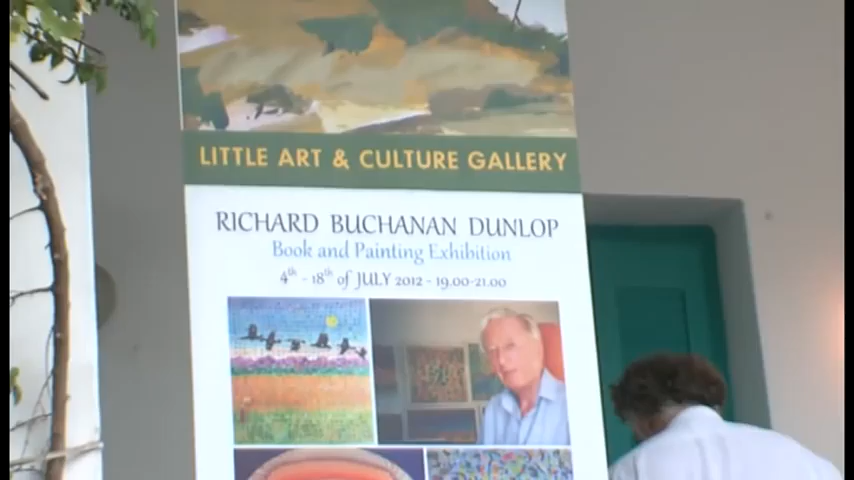 LITTLE ART & CULTURE GALLERY
RICHARD BUCHANAN DUNLOP
Book and Painting Exhibition
4th - 18th of JULY 2012 - 19.00-21.00